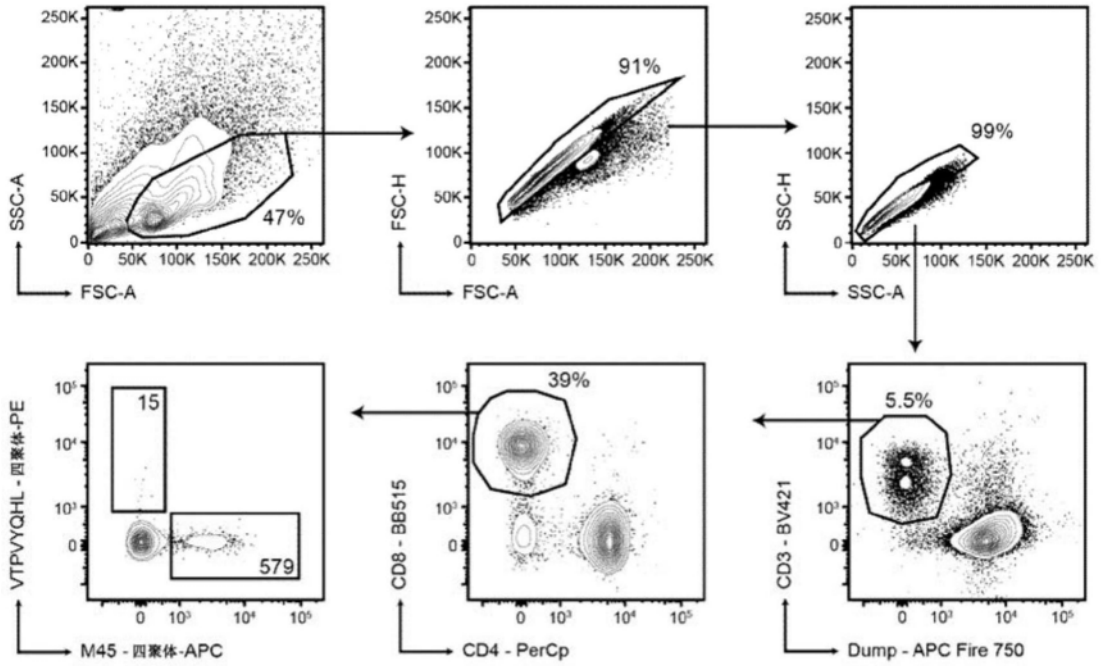 250K
200K
150K
100K
50K
0
SSC-A
47%
0 50K 100K 150K 200K 250K
FSC-A
250K
200K
150K
100K
50K
0
FSC-H
91%
0 50K 100K 150K 200K 250K
FSC-A
250K
200K
150K
100K
50K
0
SSC-H
99%
0 50K 100K 150K 200K 250K
SSC-A
10⁵
10⁴
10³
0
VTPVYQHL - 四聚体-PE
15
579
0 10³ 10⁴ 10⁵
M45 - 四聚体-APC
10⁵
10⁴
10³
0
CD8 - BB515
39%
0 10³ 10⁴ 10⁵
CD4 - PerCp
10⁵
10⁴
10³
0
CD3 - BV421
5.5%
0 10³ 10⁴ 10⁵
Dump - APC Fire 750